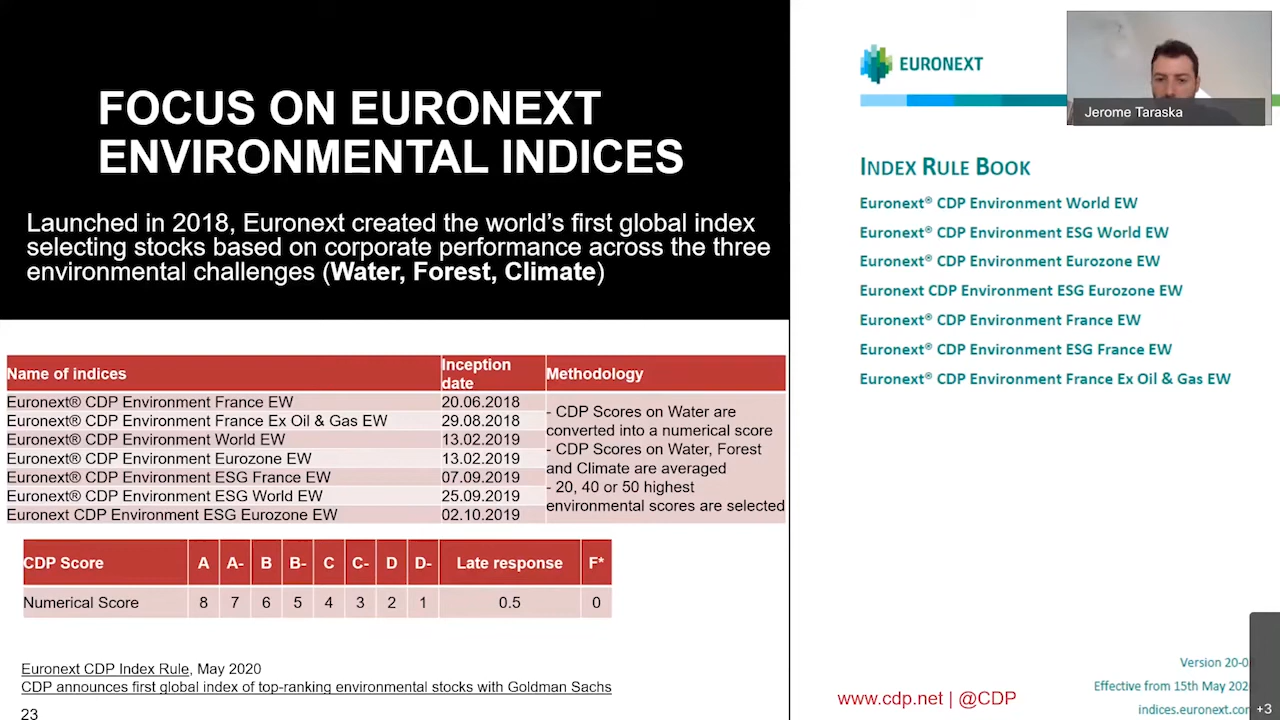 FOCUS ON EURONEXT
ENVIRONMENTAL INDICES
Launched in 2018, Euronext created the world's first global index
selecting stocks based on corporate performance across the three
environmental challenges (Water, Forest, Climate)
Name of indices
Inception
date
Methodology
Euronext® CDP Environment France EW 20.06.2018
Euronext® CDP Environment France Ex Oil & Gas EW 29.08.2018
Euronext® CDP Environment World EW 13.02.2019
Euronext® CDP Environment Eurozone EW 13.02.2019
Euronext® CDP Environment ESG France EW 07.09.2019
Euronext® CDP Environment ESG World EW 25.09.2019
Euronext CDP Environment ESG Eurozone EW 02.10.2019
- CDP Scores on Water are
converted into a numerical score
- CDP Scores on Water, Forest
and Climate are averaged
- 20, 40 or 50 highest
environmental scores are selected
CDP Score A A- B B- C C- D D- Late response F*
Numerical Score 8 7 6 5 4 3 2 1 0.5 0
Euronext CDP Index Rule, May 2020
CDP announces first global index of top-ranking environmental stocks with Goldman Sachs
23
EURONEXT
Jerome Taraska
INDEX RULE BOOK
Euronext® CDP Environment World EW
Euronext® CDP Environment ESG World EW
Euronext® CDP Environment Eurozone EW
Euronext CDP Environment ESG Eurozone EW
Euronext® CDP Environment France EW
Euronext® CDP Environment ESG France EW
Euronext® CDP Environment France Ex Oil & Gas EW
Version
Effective from 15th May
indices.euronext.com
www.cdp.net | @CDP
+3